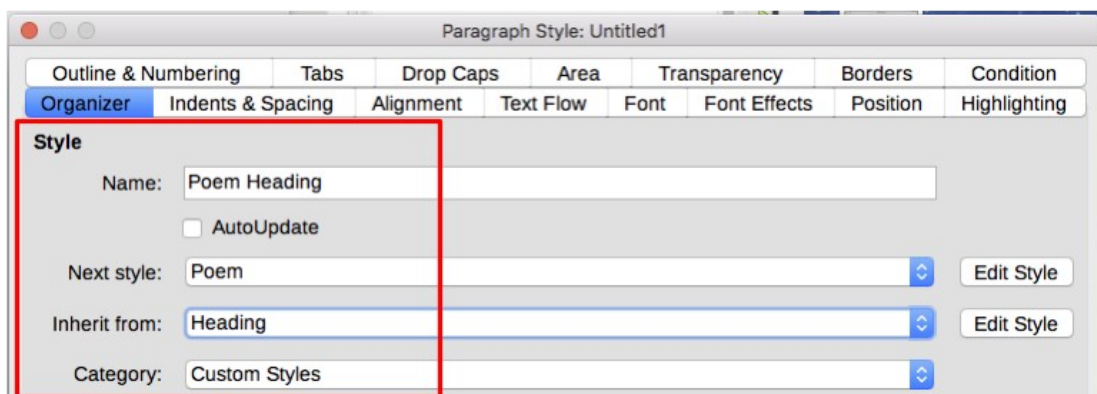 Paragraph Style: Untitled1
Outline & Numbering Tabs Drop Caps Area Transparency Borders Condition
Organizer Indents & Spacing Alignment Text Flow Font Font Effects Position Highlighting
Style
Name: Poem Heading
AutoUpdate
Next style: Poem Edit Style
Inherit from: Heading Edit Style
Category: Custom Styles